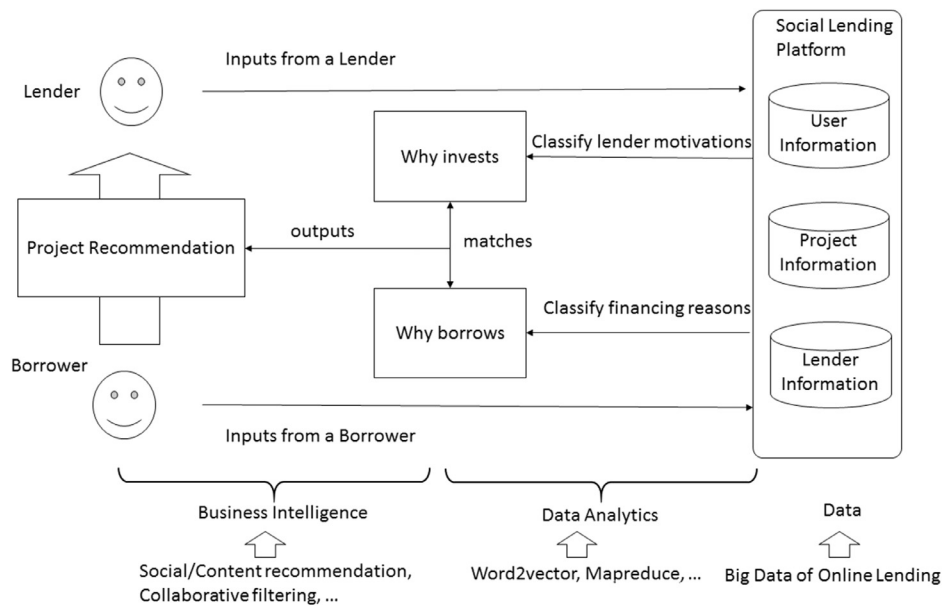 Social Lending
Platform
Inputs from a Lender
Lender
User
Information
Why invests
Classify lender motivations
Project Recommendation
outputs
matches
Project
Information
Classify financing reasons
Why borrows
Borrower
Lender
Information
Inputs from a Borrower
Business Intelligence
Data Analytics
Data
Social/Content recommendation,
Collaborative filtering, ...
Word2vector, Mapreduce, ...
Big Data of Online Lending